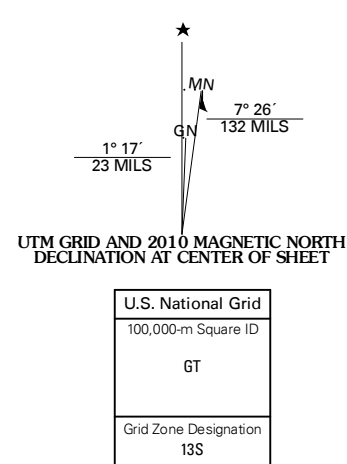 MN
7° 26´
132 MILS
GN
1° 17´
23 MILS
UTM GRID AND 2010 MAGNETIC NORTH
DECLINATION AT CENTER OF SHEET
U.S. National Grid
100,000-m Square ID
GT
Grid Zone Designation
13S